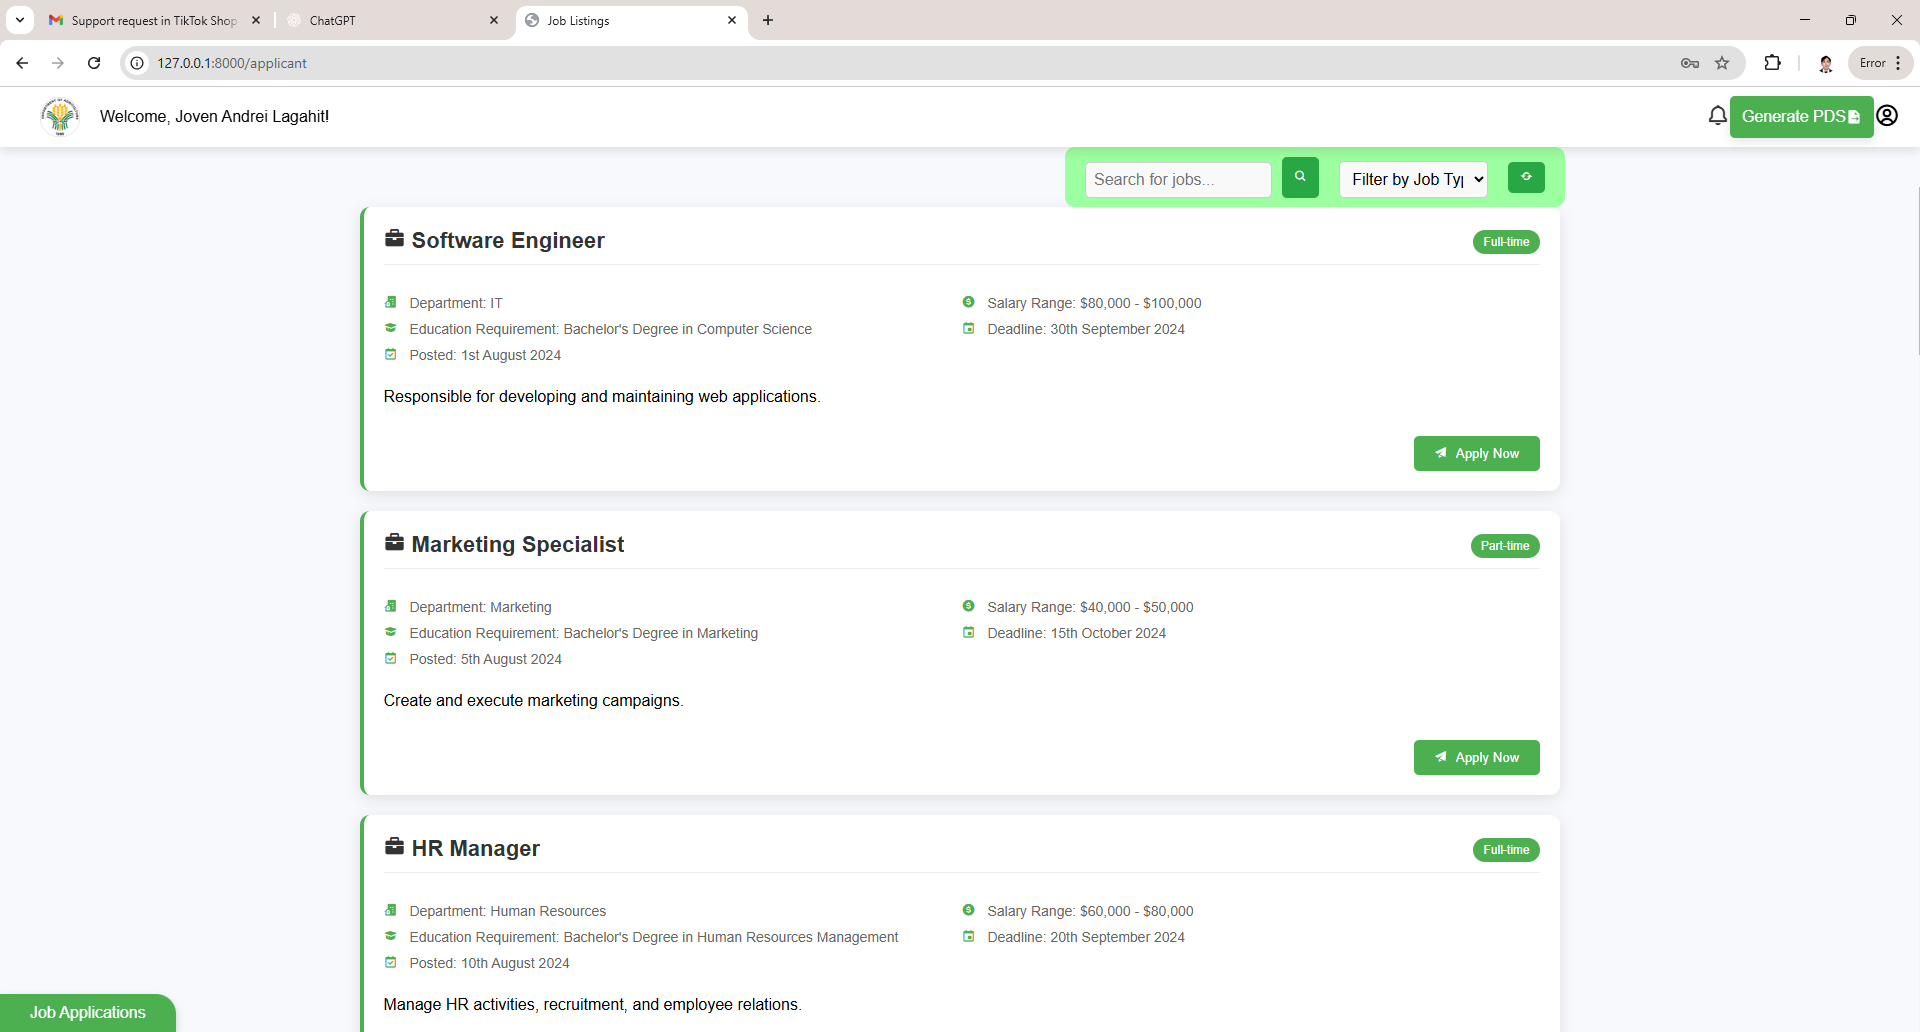 Support request in TikTok Shop
ChatGPT
Job Listings
127.0.0.1:8000/applicant
Error
Welcome, Joven Andrei Lagahit!
Generate PDS
Search for jobs...
Filter by Job Ty
Software Engineer
Full-time
Department: IT
Salary Range: $80,000 - $100,000
Education Requirement: Bachelor's Degree in Computer Science
Deadline: 30th September 2024
Posted: 1st August 2024
Responsible for developing and maintaining web applications.
Apply Now
Marketing Specialist
Part-time
Department: Marketing
Salary Range: $40,000 - $50,000
Education Requirement: Bachelor's Degree in Marketing
Deadline: 15th October 2024
Posted: 5th August 2024
Create and execute marketing campaigns.
Apply Now
HR Manager
Full-time
Department: Human Resources
Salary Range: $60,000 - $80,000
Education Requirement: Bachelor's Degree in Human Resources Management
Deadline: 20th September 2024
Posted: 10th August 2024
Manage HR activities, recruitment, and employee relations.
Job Applications